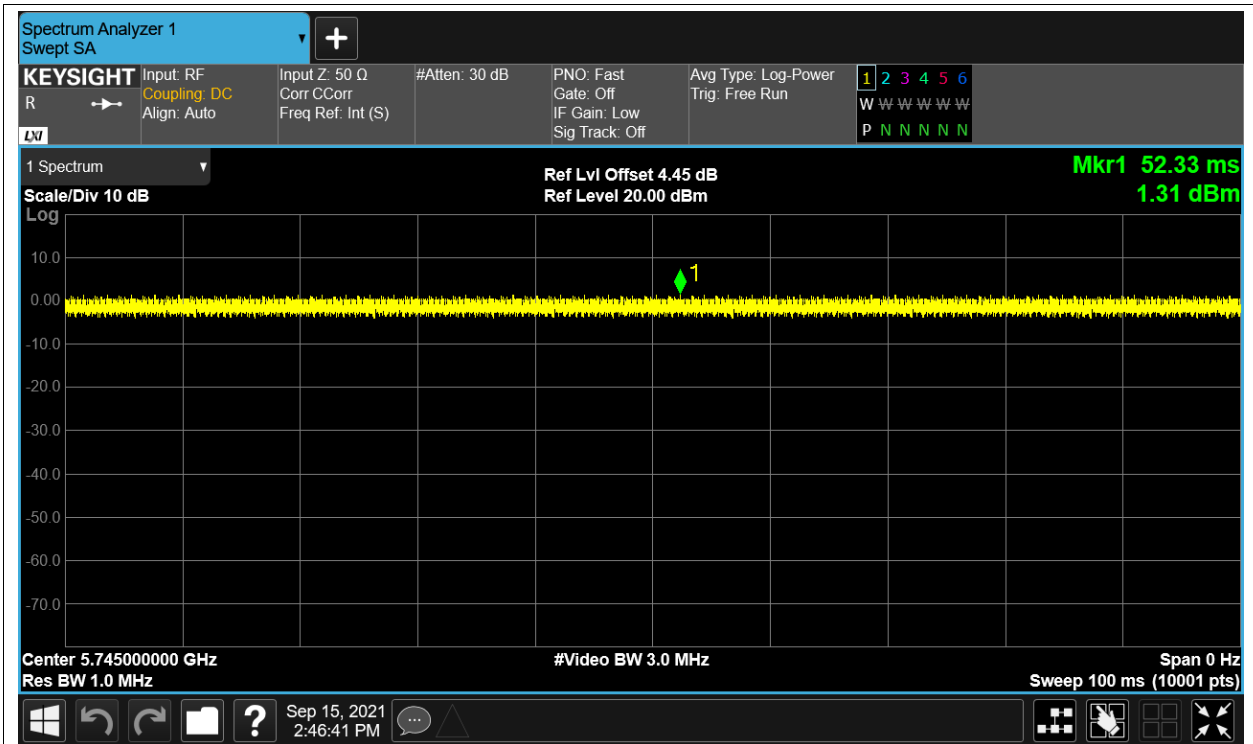 Spectrum Analyzer 1
Swept SA
KEYSIGHT
R
LXI
Input: RF
Coupling: DC
Align: Auto
Input Z: 50 Ω
Corr CCorr
Freq Ref: Int (S)
#Atten: 30 dB
PNO: Fast
Gate: Off
IF Gain: Low
Sig Track: Off
Avg Type: Log-Power
Trig: Free Run
1 2 3 4 5 6
W W W W W W
P N N N N N
1 Spectrum
Scale/Div 10 dB
Log
Ref Lvl Offset 4.45 dB
Ref Level 20.00 dBm
Mkr1 52.33 ms
1.31 dBm
10.0
1
0.00
-10.0
-20.0
-30.0
-40.0
-50.0
-60.0
-70.0
Center 5.745000000 GHz
#Video BW 3.0 MHz
Span 0 Hz
Res BW 1.0 MHz
Sweep 100 ms (10001 pts)
?
Sep 15, 2021
2:46:41 PM